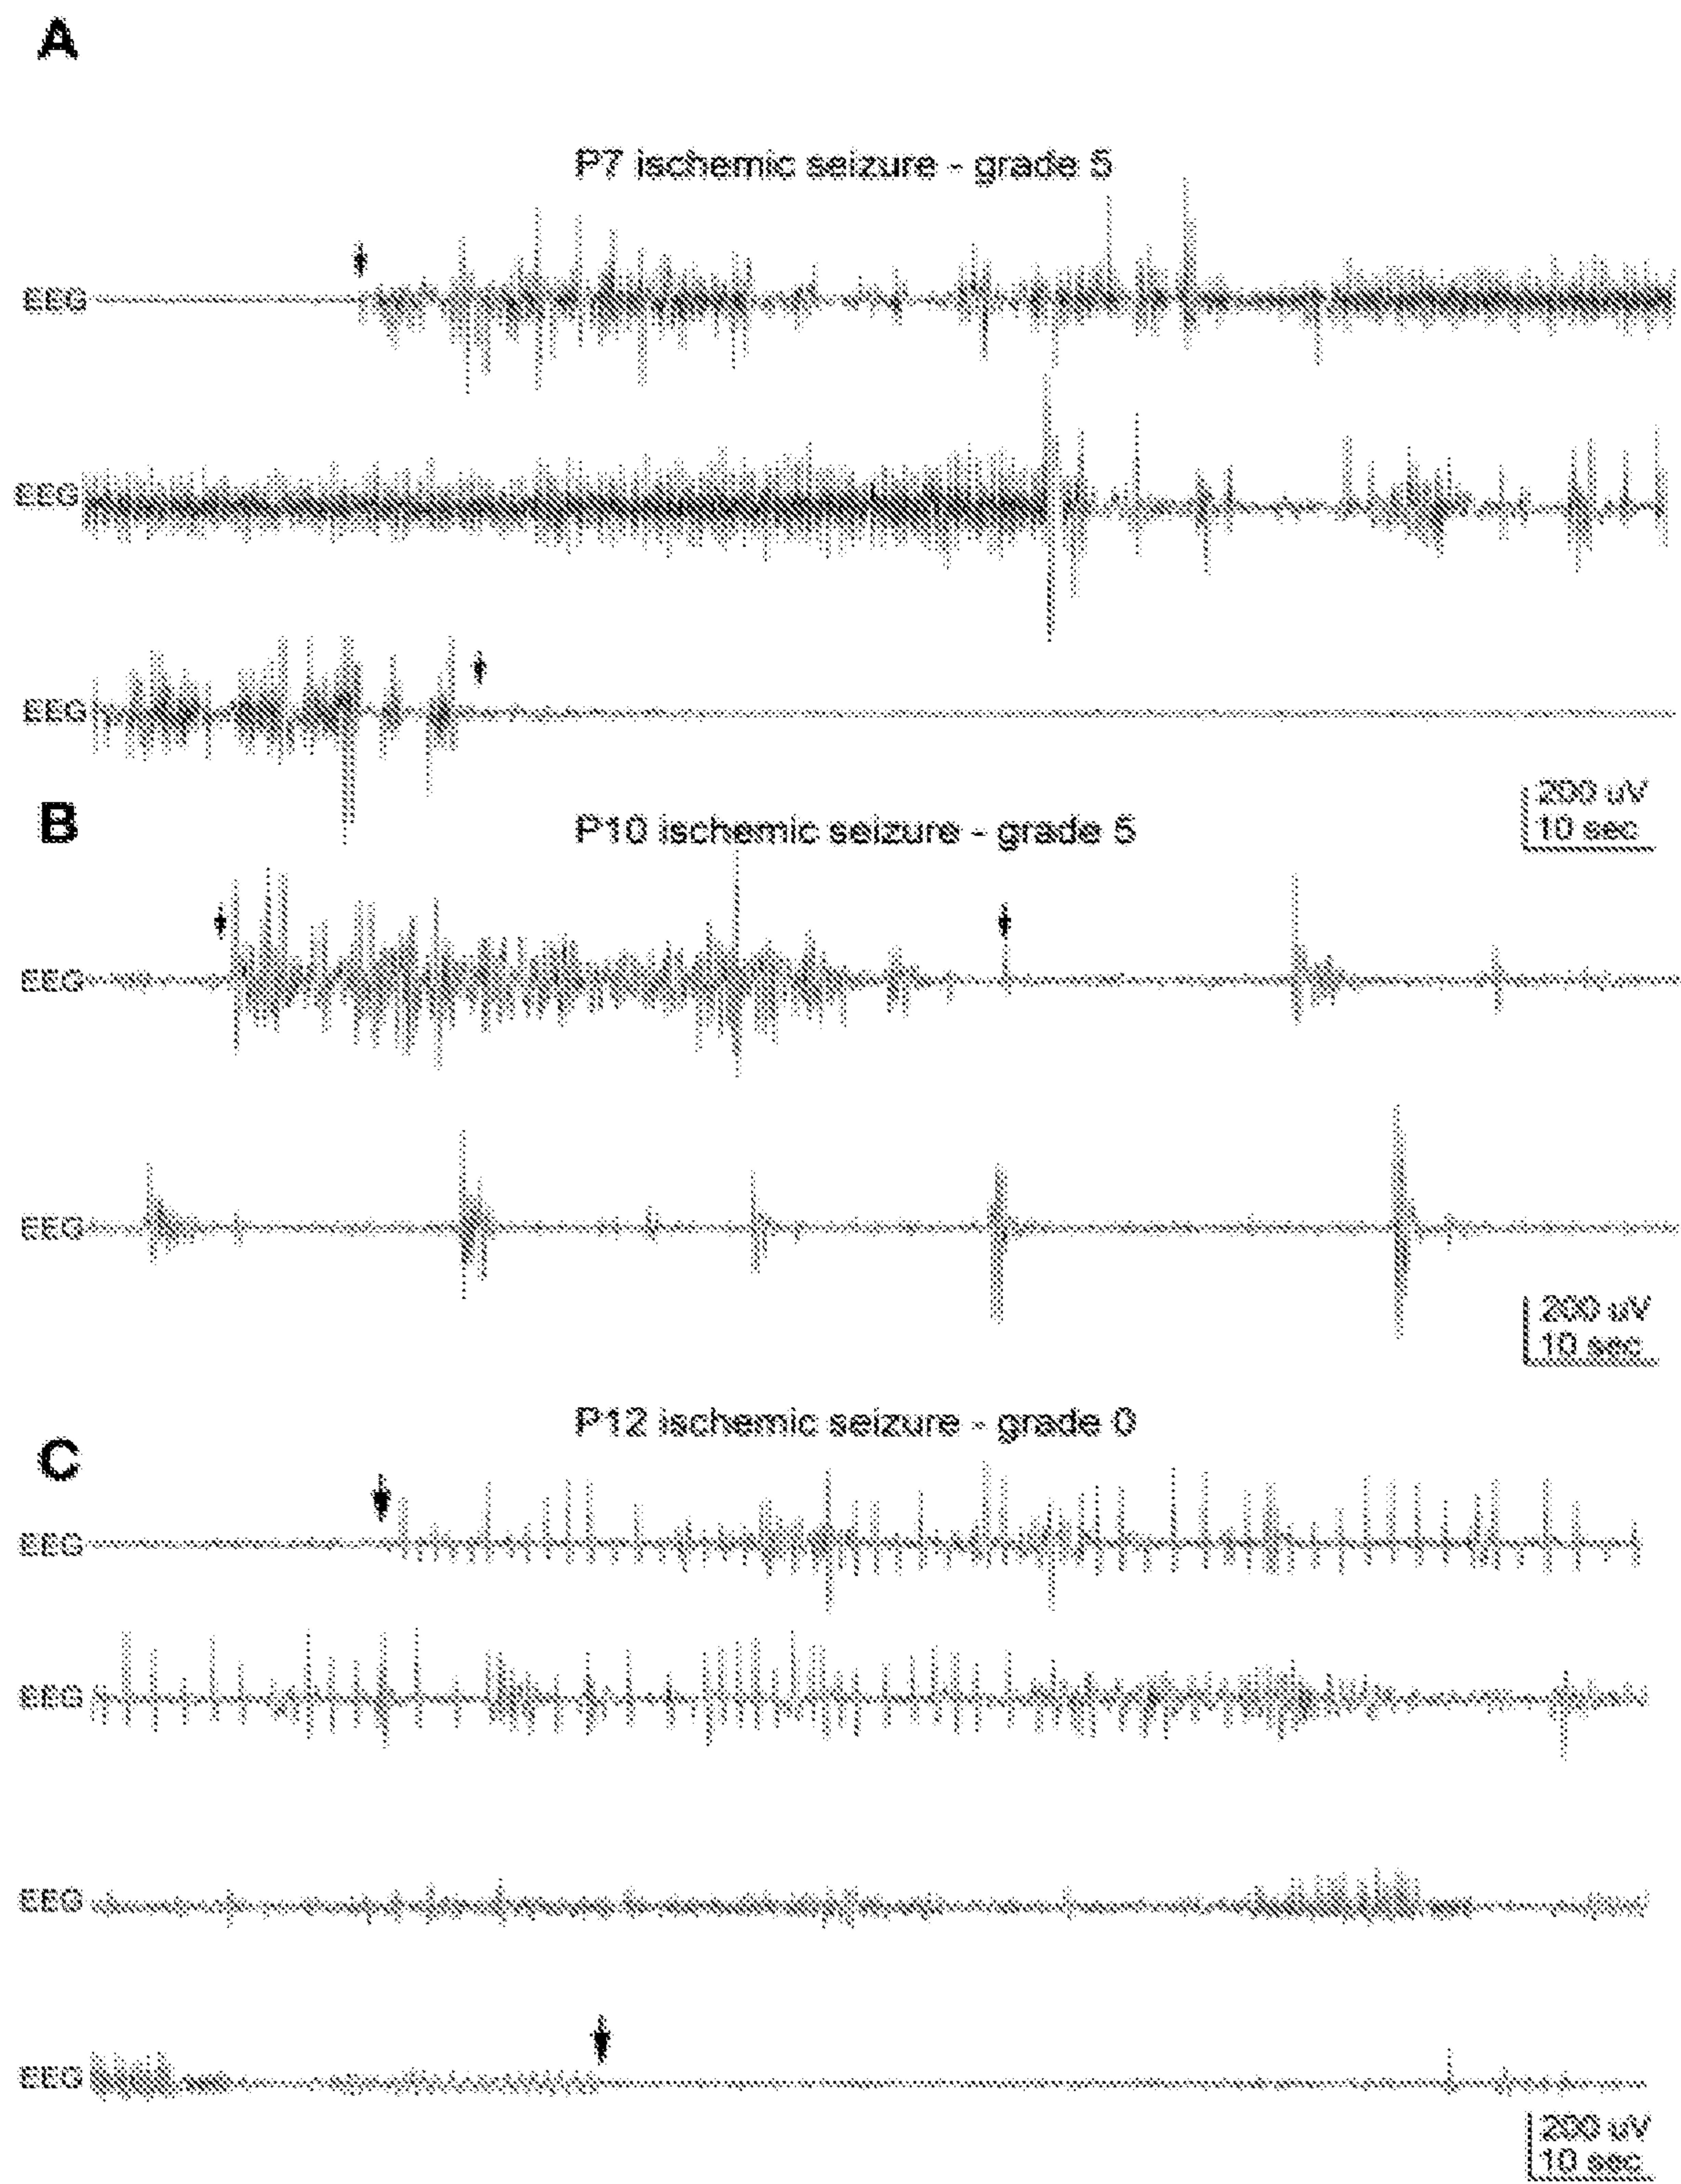 A
P7 ischemic seizure - grade 5
EEG
EEG
EEG
200 uV
10 sec
B
P10 ischemic seizure - grade 5
EEG
EEG
200 uV
10 sec
P12 ischemic seizure - grade 0
C
EEG
EEG
EEG
EEG
200 uV
10 sec